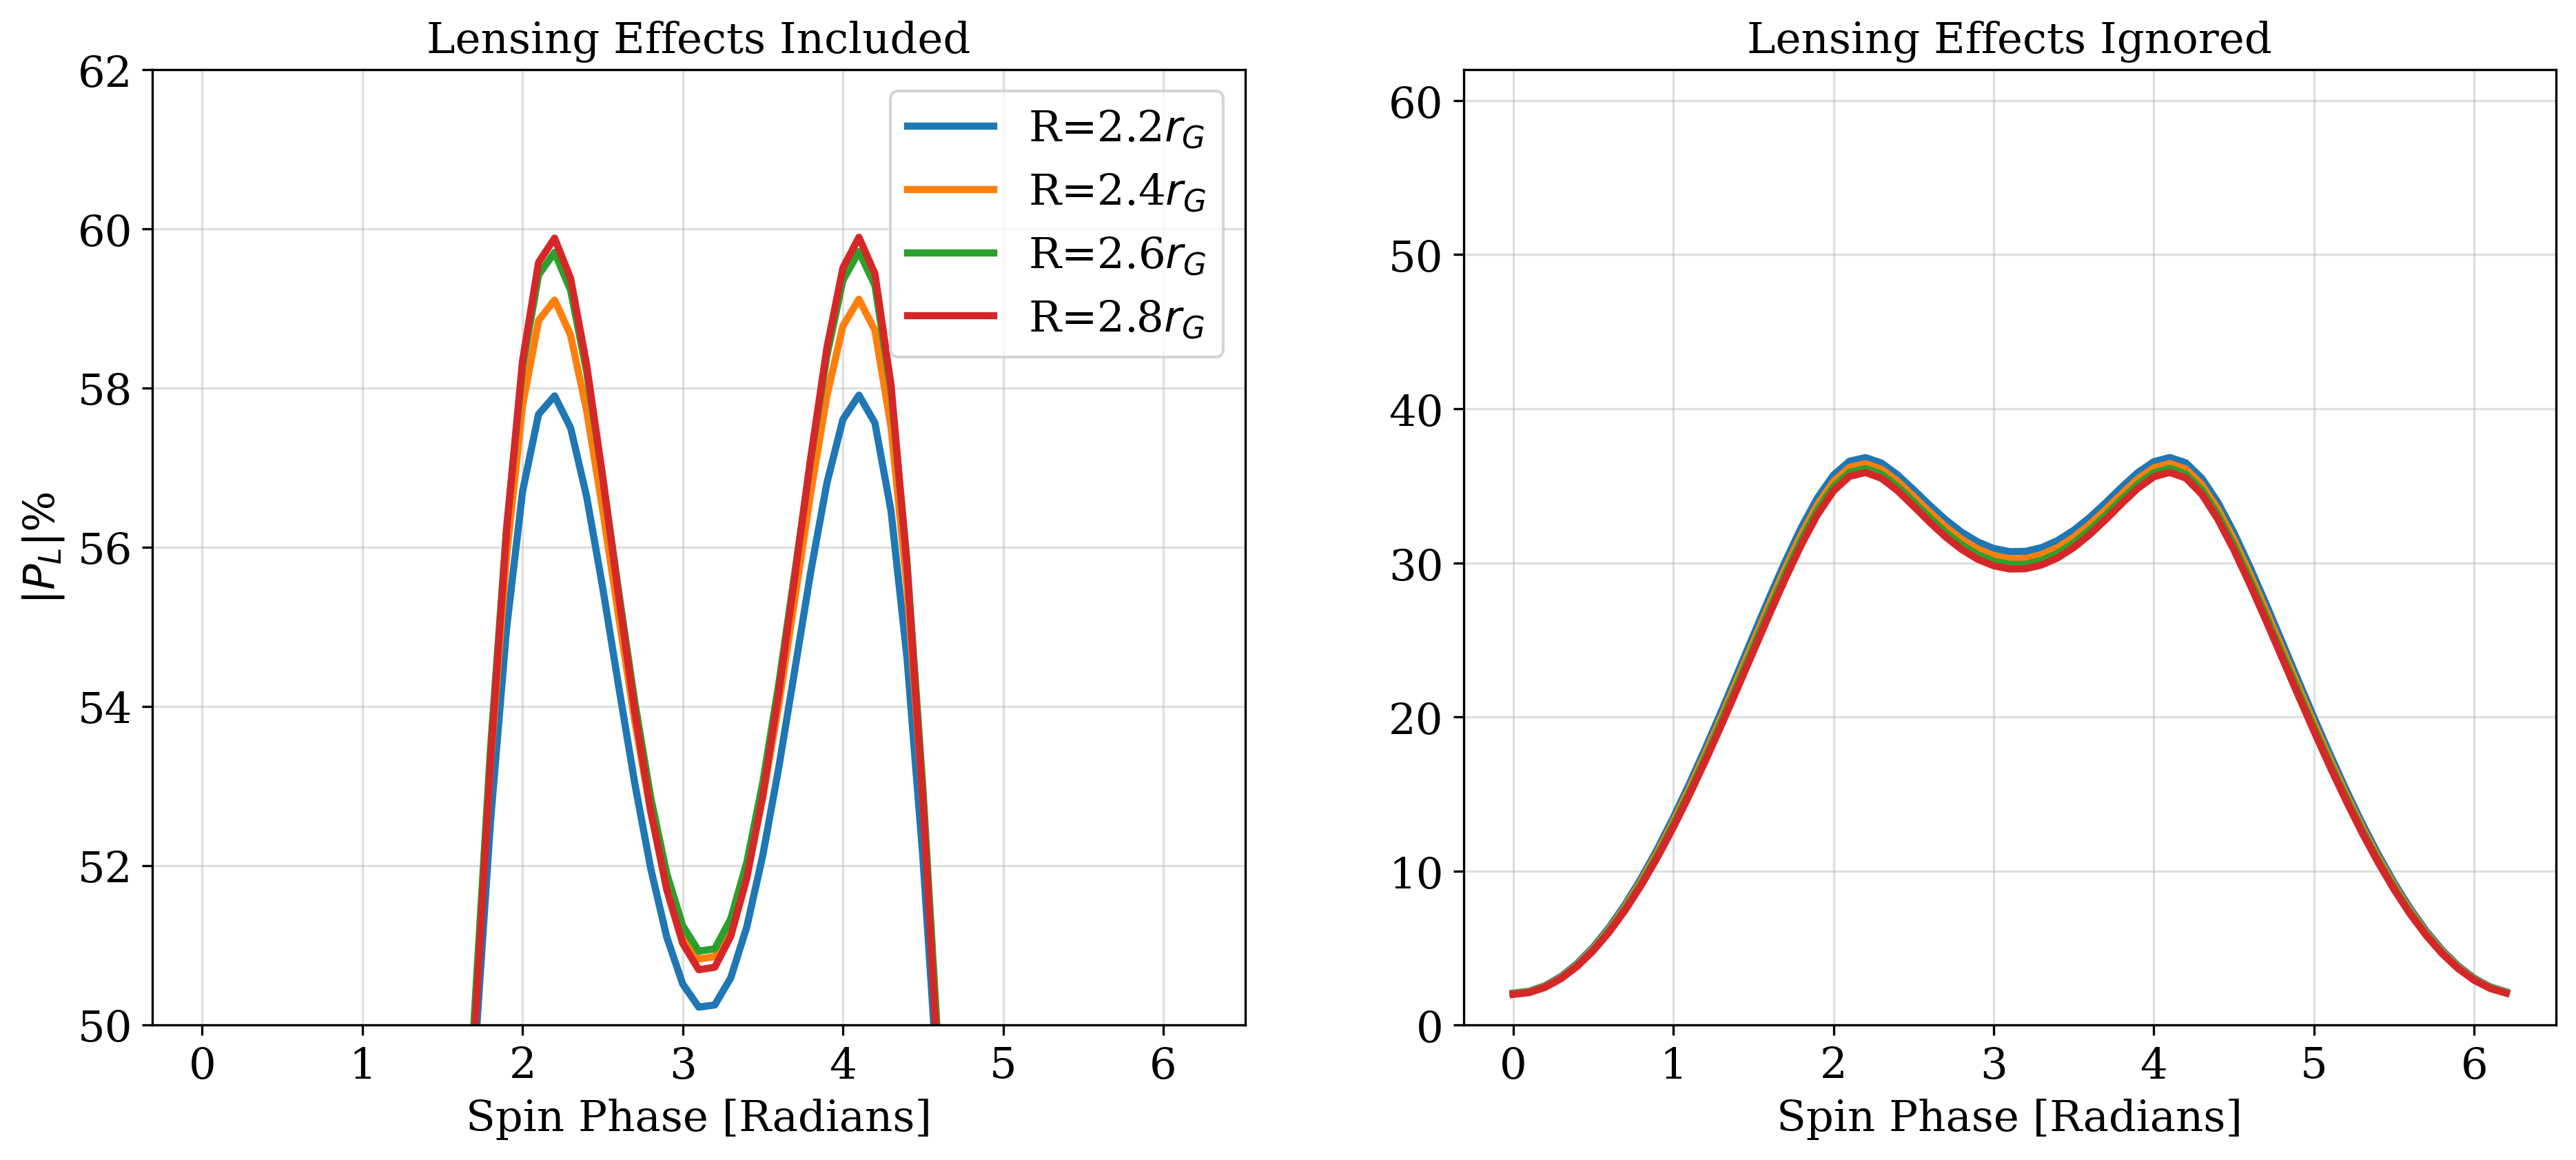 Lensing Effects Included
62
60
58
56
54
52
50
|P_L|%
R=2.2r_G
R=2.4r_G
R=2.6r_G
R=2.8r_G
0 1 2 3 4 5 6
Spin Phase [Radians]
Lensing Effects Ignored
60
50
40
30
20
10
0
0 1 2 3 4 5 6
Spin Phase [Radians]